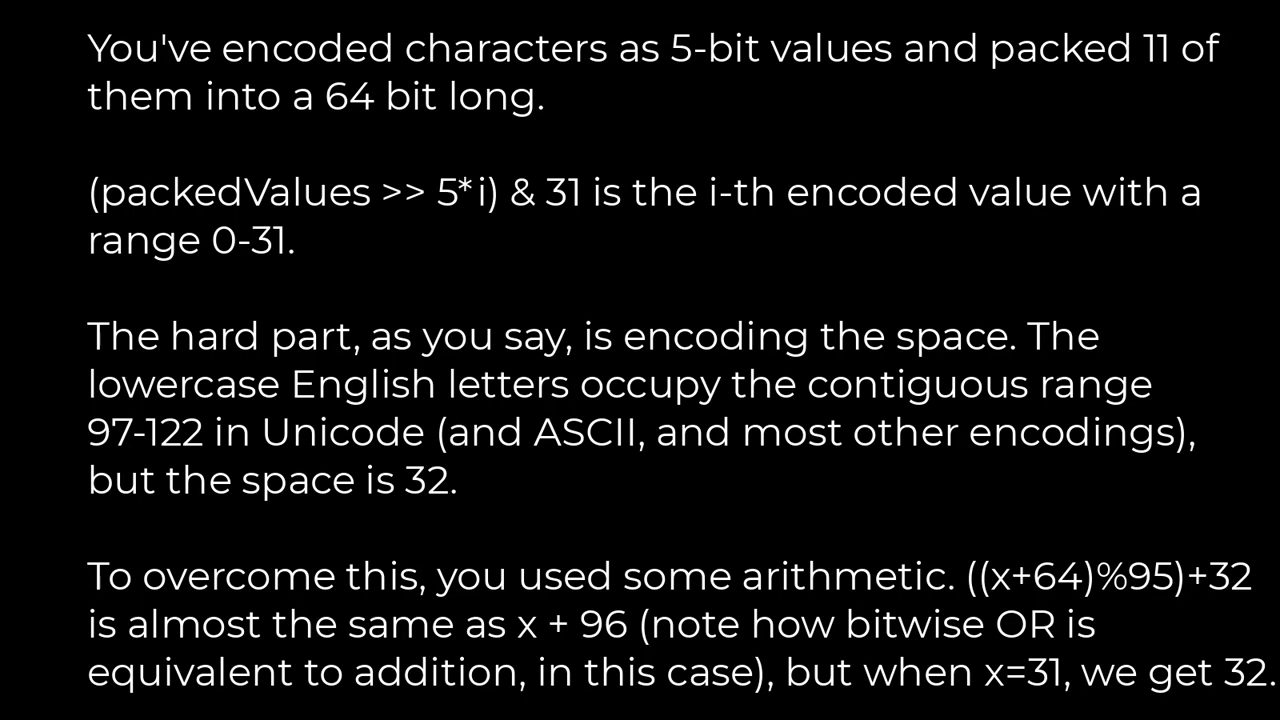 You've encoded characters as 5-bit values and packed 11 of
them into a 64 bit long.
(packedValues >> 5*i) & 31 is the i-th encoded value with a
range 0-31.
The hard part, as you say, is encoding the space. The
lowercase English letters occupy the contiguous range
97-122 in Unicode (and ASCII, and most other encodings),
but the space is 32.
To overcome this, you used some arithmetic. ((x+64)%95)+32
is almost the same as x + 96 (note how bitwise OR is
equivalent to addition, in this case), but when x=31, we get 32.